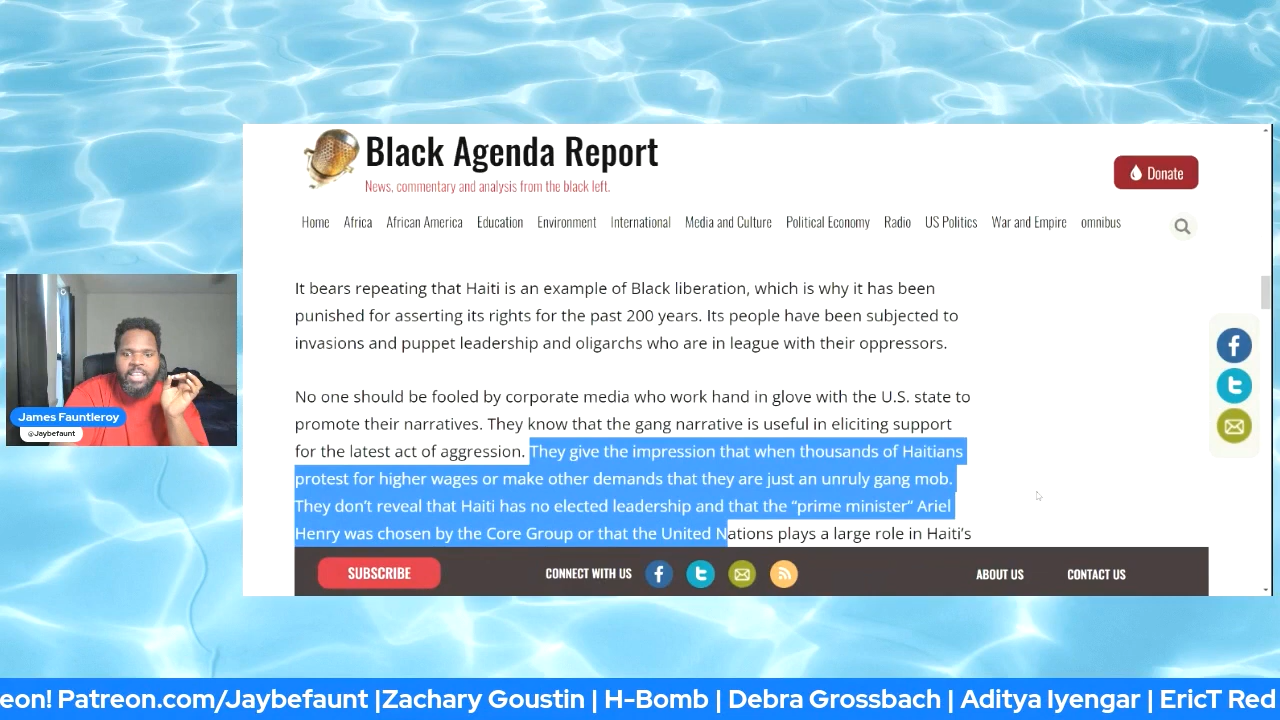 Black Agenda Report
News, commentary and analysis from the black left.
Donate
Home Africa African America Education Environment International Media and Culture Political Economy Radio US Politics War and Empire omnibus
It bears repeating that Haiti is an example of Black liberation, which is why it has been
punished for asserting its rights for the past 200 years. Its people have been subjected to
invasions and puppet leadership and oligarchs who are in league with their oppressors.
No one should be fooled by corporate media who work hand in glove with the U.S. state to
promote their narratives. They know that the gang narrative is useful in eliciting support
for the latest act of aggression. They give the impression that when thousands of Haitians
protest for higher wages or make other demands that they are just an unruly gang mob.
They don’t reveal that Haiti has no elected leadership and that the “prime minister” Ariel
Henry was chosen by the Core Group or that the United Nations plays a large role in Haiti’s
SUBSCRIBE CONNECT WITH US ABOUT US CONTACT US
James Fauntleroy
@Jaybefaunt
eon! Patreon.com/Jaybefaunt |Zachary Goustin | H-Bomb | Debra Grossbach | Aditya Iyengar | EricT Red